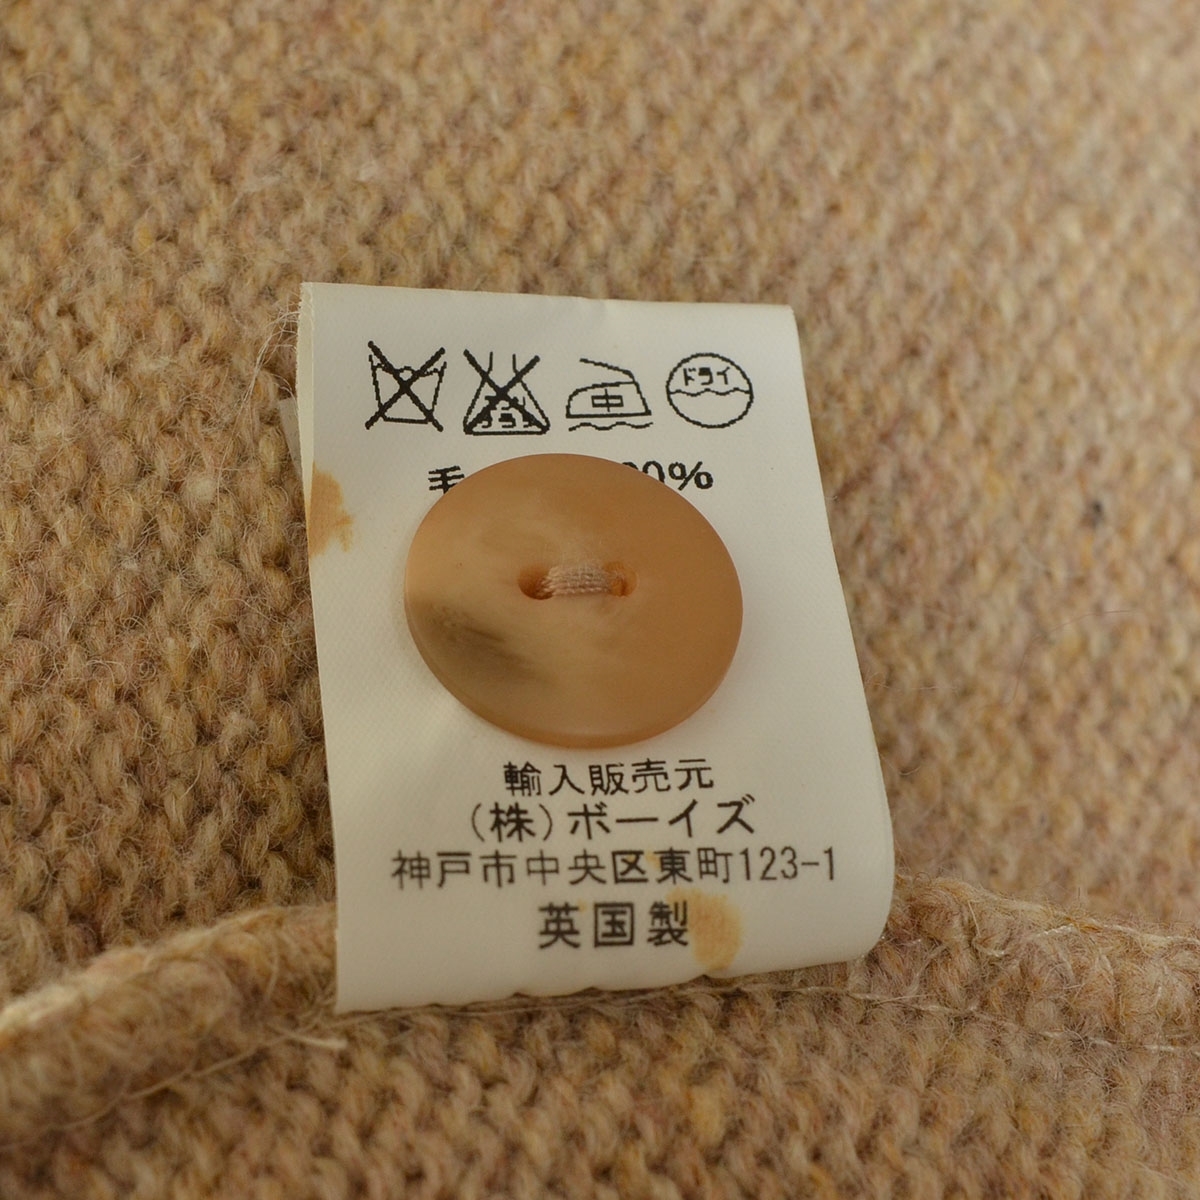 中 ドライ
毛 00%
輸入販売元
(株)ボーイズ
神戸市中央区東町123-1
英国製